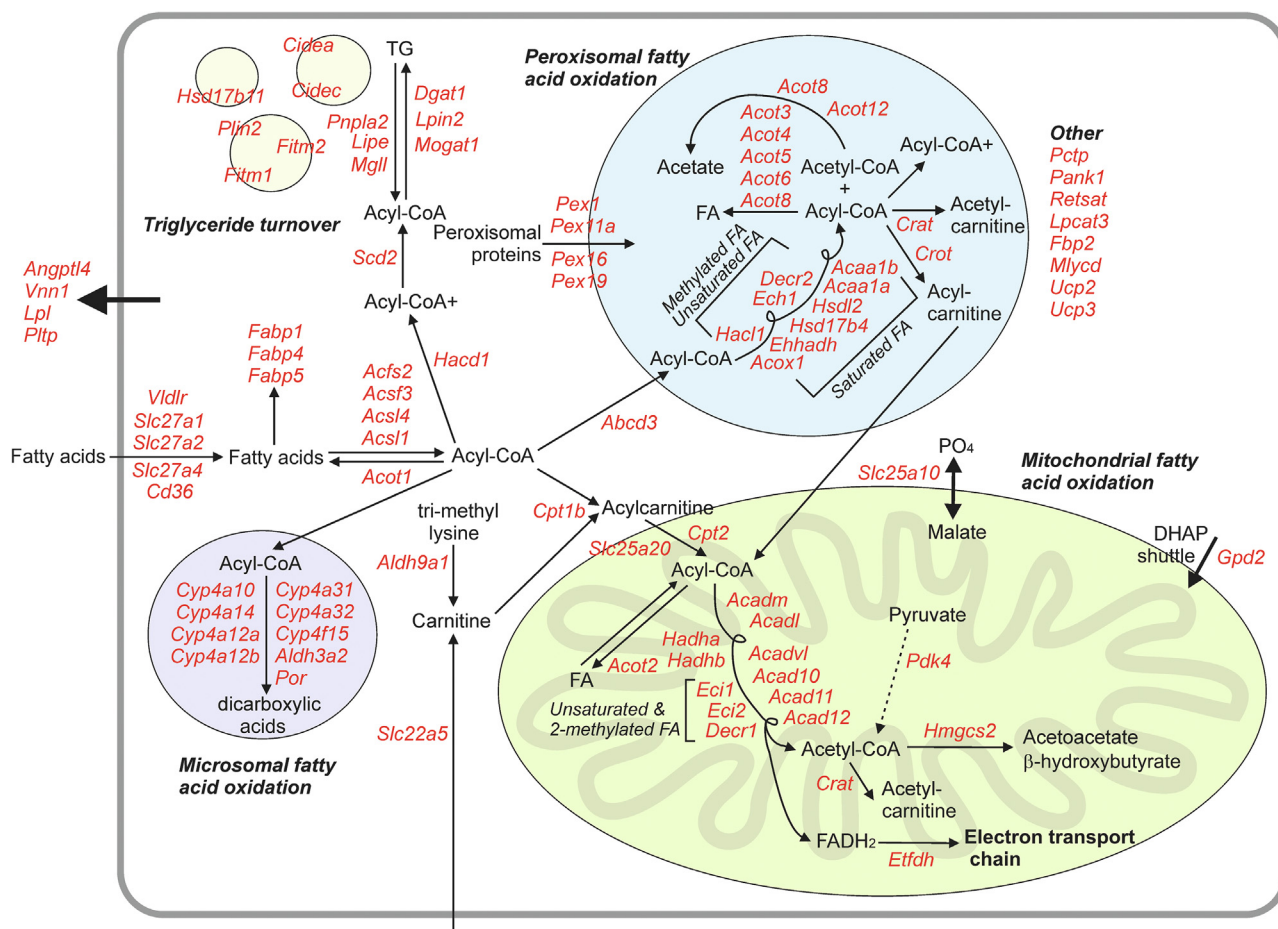 Cidea
Hsd17b11
Cidec
Plin2
Fitm2
Fitm1
Triglyceride turnover
TG
Pnpla2
Lipe
Mgll
Dgat1
Lpin2
Mogat1
Acyl-CoA
Scd2
Acyl-CoA+
Hacd1
Peroxisomal
proteins
Pex1
Pex11a
Pex16
Pex19
Peroxisomal fatty
acid oxidation
Acot8
Acot12
Acot3
Acot4
Acot5
Acot6
Acot8
Acetate
FA
Acetyl-CoA
+
Acyl-CoA
Acyl-CoA+
Crat
Acetyl-
carnitine
Crot
Acyl-
carnitine
Methylated FA
Unsaturated FA
Decr2
Ech1
Hacl1
Acaa1b
Acaa1a
Hsdl2
Hsd17b4
Ehhadh
Acox1
Acyl-CoA
Saturated FA
Other
Pctp
Pank1
Retsat
Lpcat3
Fbp2
Mlycd
Ucp2
Ucp3
Angptl4
Vnn1
Lpl
Pltp
Fabp1
Fabp4
Fabp5
Vldlr
Slc27a1
Slc27a2
Slc27a4
Cd36
Fatty acids
Fatty acids
Acfs2
Acsf3
Acsl4
Acsl1
Acot1
Acyl-CoA
Abcd3
Acyl-CoA
Cyp4a10
Cyp4a14
Cyp4a12a
Cyp4a12b
Cyp4a31
Cyp4a32
Cyp4f15
Aldh3a2
Por
dicarboxylic
acids
Microsomal fatty
acid oxidation
tri-methyl
lysine
Aldh9a1
Carnitine
Slc22a5
Cpt1b
Acylcarnitine
Slc25a20
Cpt2
Acyl-CoA
PO₄
Slc25a10
Malate
Mitochondrial fatty
acid oxidation
DHAP
shuttle
Gpd2
Acadm
Acadl
Hadha
Hadhb
Acadvl
Acad10
Acad11
Acad12
Acot2
FA
Unsaturated &
2-methylated FA
Eci1
Eci2
Decr1
Pyruvate
Pdk4
Acetyl-CoA
Hmgcs2
Acetoacetate
β-hydroxybutyrate
Crat
Acetyl-
carnitine
FADH₂
Etfdh
Electron transport
chain